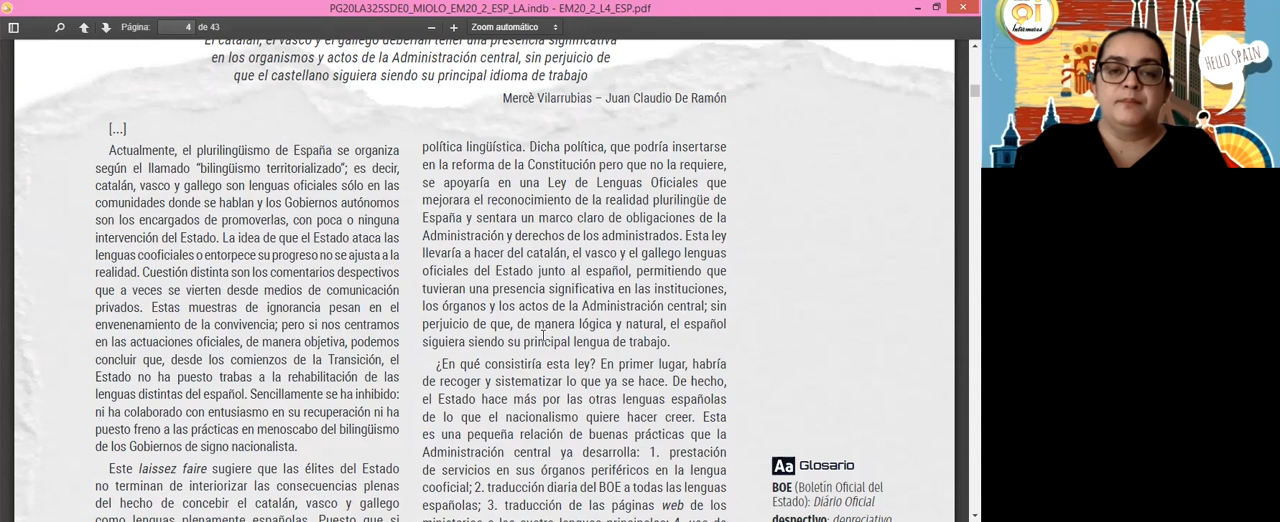 PG20LA325SDE0_MIOLO_EM20_2_ESP_LA.indb - EM20_2_L4_ESP.pdf
Página: 4 de 43
Zoom automático
El catalán, el vasco y el gallego deberían tener una presencia significativa
en los organismos y actos de la Administración central, sin perjuicio de
que el castellano siguiera siendo su principal idioma de trabajo
Mercè Vilarrubias – Juan Claudio De Ramón
[...]
Actualmente, el plurilingüismo de España se organiza
según el llamado “bilingüismo territorializado”; es decir,
catalán, vasco y gallego son lenguas oficiales sólo en las
comunidades donde se hablan y los Gobiernos autónomos
son los encargados de promoverlas, con poca o ninguna
intervención del Estado. La idea de que el Estado ataca las
lenguas cooficiales o entorpece su progreso no se ajusta a la
realidad. Cuestión distinta son los comentarios despectivos
que a veces se vierten desde medios de comunicación
privados. Estas muestras de ignorancia pesan en el
envenenamiento de la convivencia; pero si nos centramos
en las actuaciones oficiales, de manera objetiva, podemos
concluir que, desde los comienzos de la Transición, el
Estado no ha puesto trabas a la rehabilitación de las
lenguas distintas del español. Sencillamente se ha inhibido:
ni ha colaborado con entusiasmo en su recuperación ni ha
puesto freno a las prácticas en menoscabo del bilingüismo
de los Gobiernos de signo nacionalista.
Este laissez faire sugiere que las élites del Estado
no terminan de interiorizar las consecuencias plenas
del hecho de concebir el catalán, vasco y gallego
como lenguas plenamente españolas. Puesto que si
política lingüística. Dicha política, que podría insertarse
en la reforma de la Constitución pero que no la requiere,
se apoyaría en una Ley de Lenguas Oficiales que
mejorara el reconocimiento de la realidad plurilingüe de
España y sentara un marco claro de obligaciones de la
Administración y derechos de los administrados. Esta ley
llevaría a hacer del catalán, el vasco y el gallego lenguas
oficiales del Estado junto al español, permitiendo que
tuvieran una presencia significativa en las instituciones,
los órganos y los actos de la Administración central; sin
perjuicio de que, de manera lógica y natural, el español
siguiera siendo su principal lengua de trabajo.
¿En qué consistiría esta ley? En primer lugar, habría
de recoger y sistematizar lo que ya se hace. De hecho,
el Estado hace más por las otras lenguas españolas
de lo que el nacionalismo quiere hacer creer. Esta
es una pequeña relación de buenas prácticas que la
Administración central ya desarrolla: 1. prestación
de servicios en sus órganos periféricos en la lengua
cooficial; 2. traducción diaria del BOE a todas las lenguas
españolas; 3. traducción de las páginas web de los
ministerios a las cuatro lenguas principales; 4. uso de
Aa Glosario
BOE (Boletín Oficial del
Estado): Diário Oficial
despectivo: depreciativo
Intramuros
HELLO SPAIN